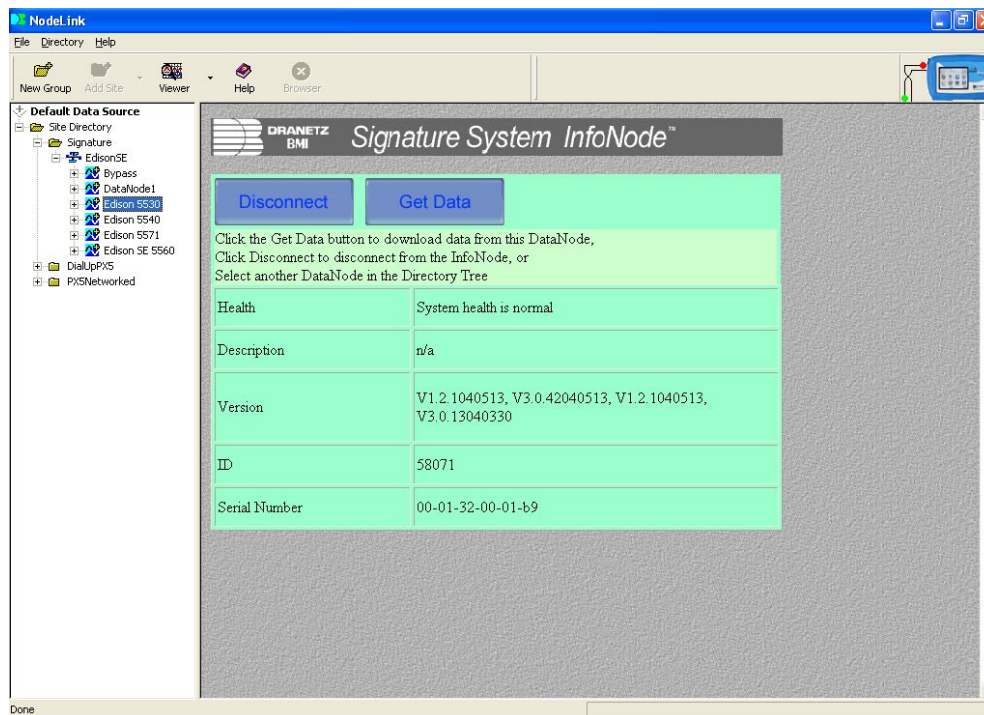 NodeLink
File Directory Help
New Group Add Site Viewer Help Browser
Default Data Source
Site Directory
Signature
EdisonSE
Bypass
DataNode1
Edison 5530
Edison 5540
Edison 5571
Edison SE 5560
DialUpPX5
PX5Networked
DRANETZ
BMI
Signature System InfoNode™
Disconnect Get Data
Click the Get Data button to download data from this DataNode,
Click Disconnect to disconnect from the InfoNode, or
Select another DataNode in the Directory Tree
Health System health is normal
Description n/a
Version V1.2.1040513, V3.0.42040513, V1.2.1040513,
V3.0.13040330
ID 58071
Serial Number 00-01-32-00-01-b9
Done